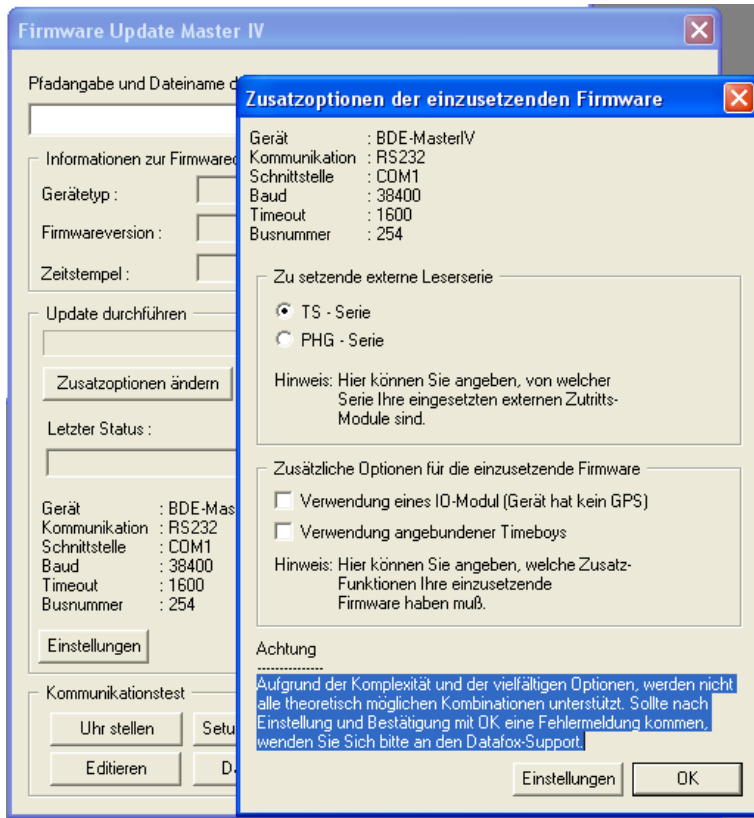 Firmware Update Master IV
Pfadangabe und Dateiname d
Informationen zur Firmwared
Gerätetyp :
Firmwareversion :
Zeitstempel :
Update durchführen
Zusatzoptionen ändern
Letzter Status :
Gerät : BDE-Mas
Kommunikation : RS232
Schnittstelle : COM1
Baud : 38400
Timeout : 1600
Busnummer : 254
Einstellungen
Kommunikationstest
Uhr stellen
Setu
Editieren
D
Zusatzoptionen der einzusetzenden Firmware
Gerät : BDE-MasterIV
Kommunikation : RS232
Schnittstelle : COM1
Baud : 38400
Timeout : 1600
Busnummer : 254
Zu setzende externe Leserserie
TS - Serie
PHG - Serie
Hinweis: Hier können Sie angeben, von welcher
Serie Ihre eingesetzten externen Zutritts-
Module sind.
Zusätzliche Optionen für die einzusetzende Firmware
Verwendung eines IO-Modul (Gerät hat kein GPS)
Verwendung angebundener Timeboys
Hinweis: Hier können Sie angeben, welche Zusatz-
Funktionen Ihre einzusetzende
Firmware haben muß.
Achtung
---------------
Aufgrund der Komplexität und der vielfältigen Optionen, werden nicht
alle theoretisch möglichen Kombinationen unterstützt. Sollte nach
Einstellung und Bestätigung mit OK eine Fehlermeldung kommen,
wenden Sie Sich bitte an den Datafox-Support.
Einstellungen
OK